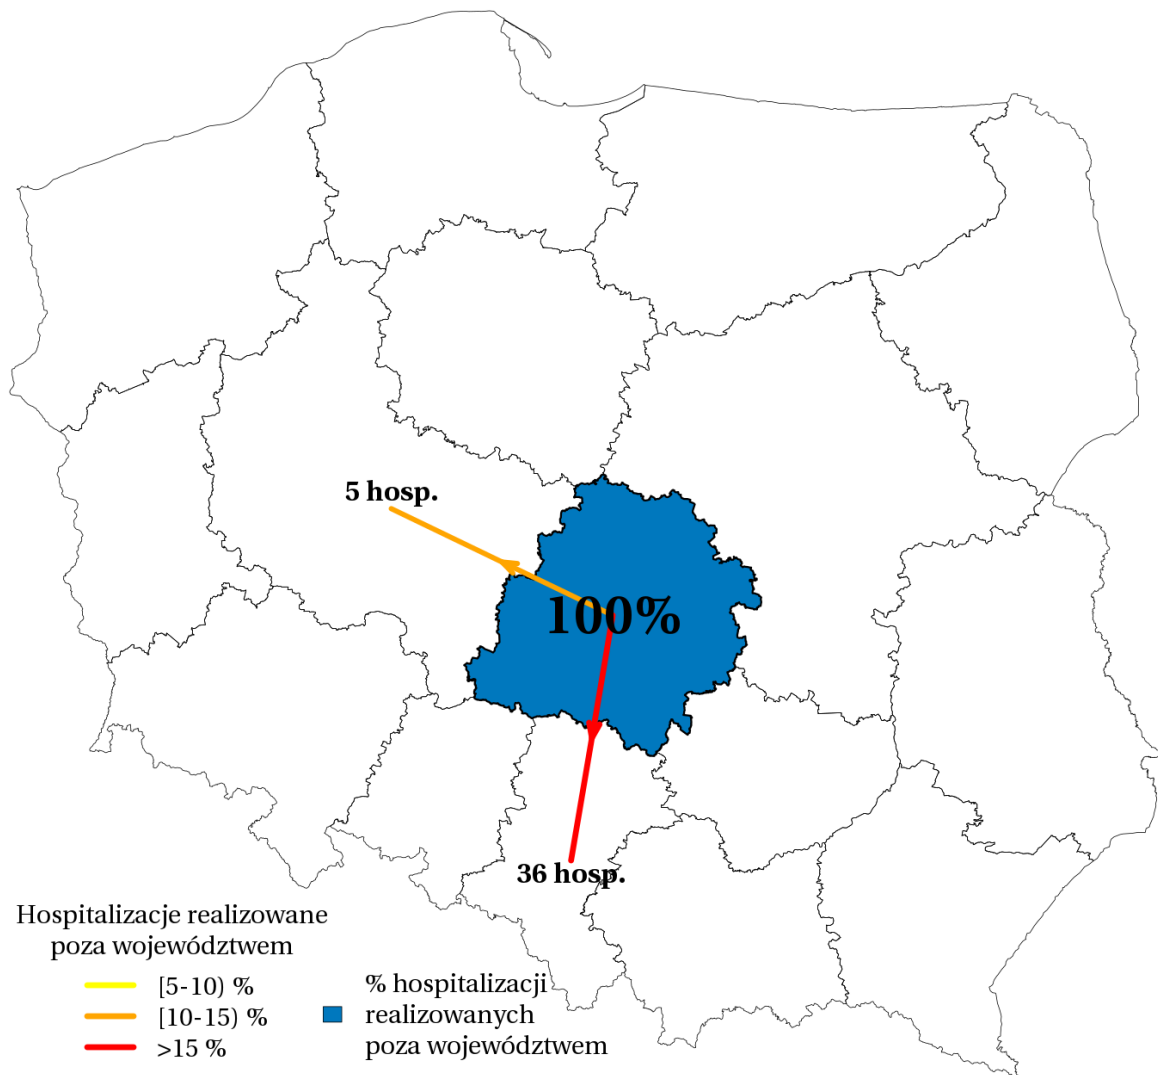 5 hosp.
100%
36 hosp.
Hospitalizacje realizowane
poza województwem
[5-10) %
[10-15) %
>15 %
% hospitalizacji
realizowanych
poza województwem